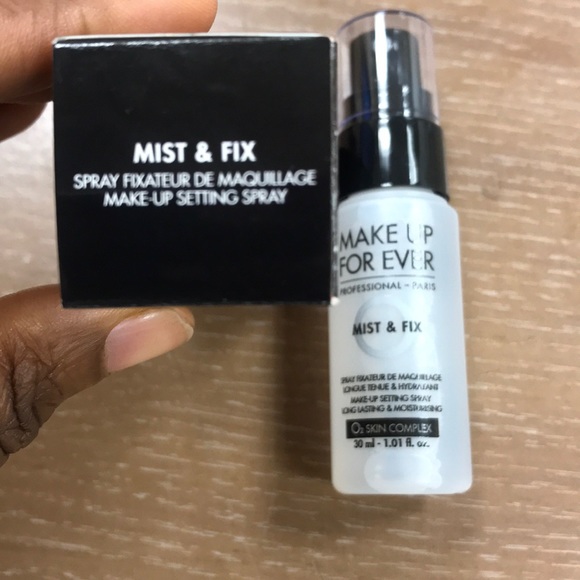 MIST & FIX
SPRAY FIXATEUR DE MAQUILLAGE
MAKE-UP SETTING SPRAY
MAKE UP
FOR EVER
PROFESSIONAL - PARIS
MIST & FIX
SPRAY FIXATEUR DE MAQUILLAGE
LONGUE TENUE & HYDRATANT
MAKE-UP SETTING SPRAY
LONG LASTING & MOISTURISING
O₂ SKIN COMPLEX
30 ml - 1.01 fl. oz.